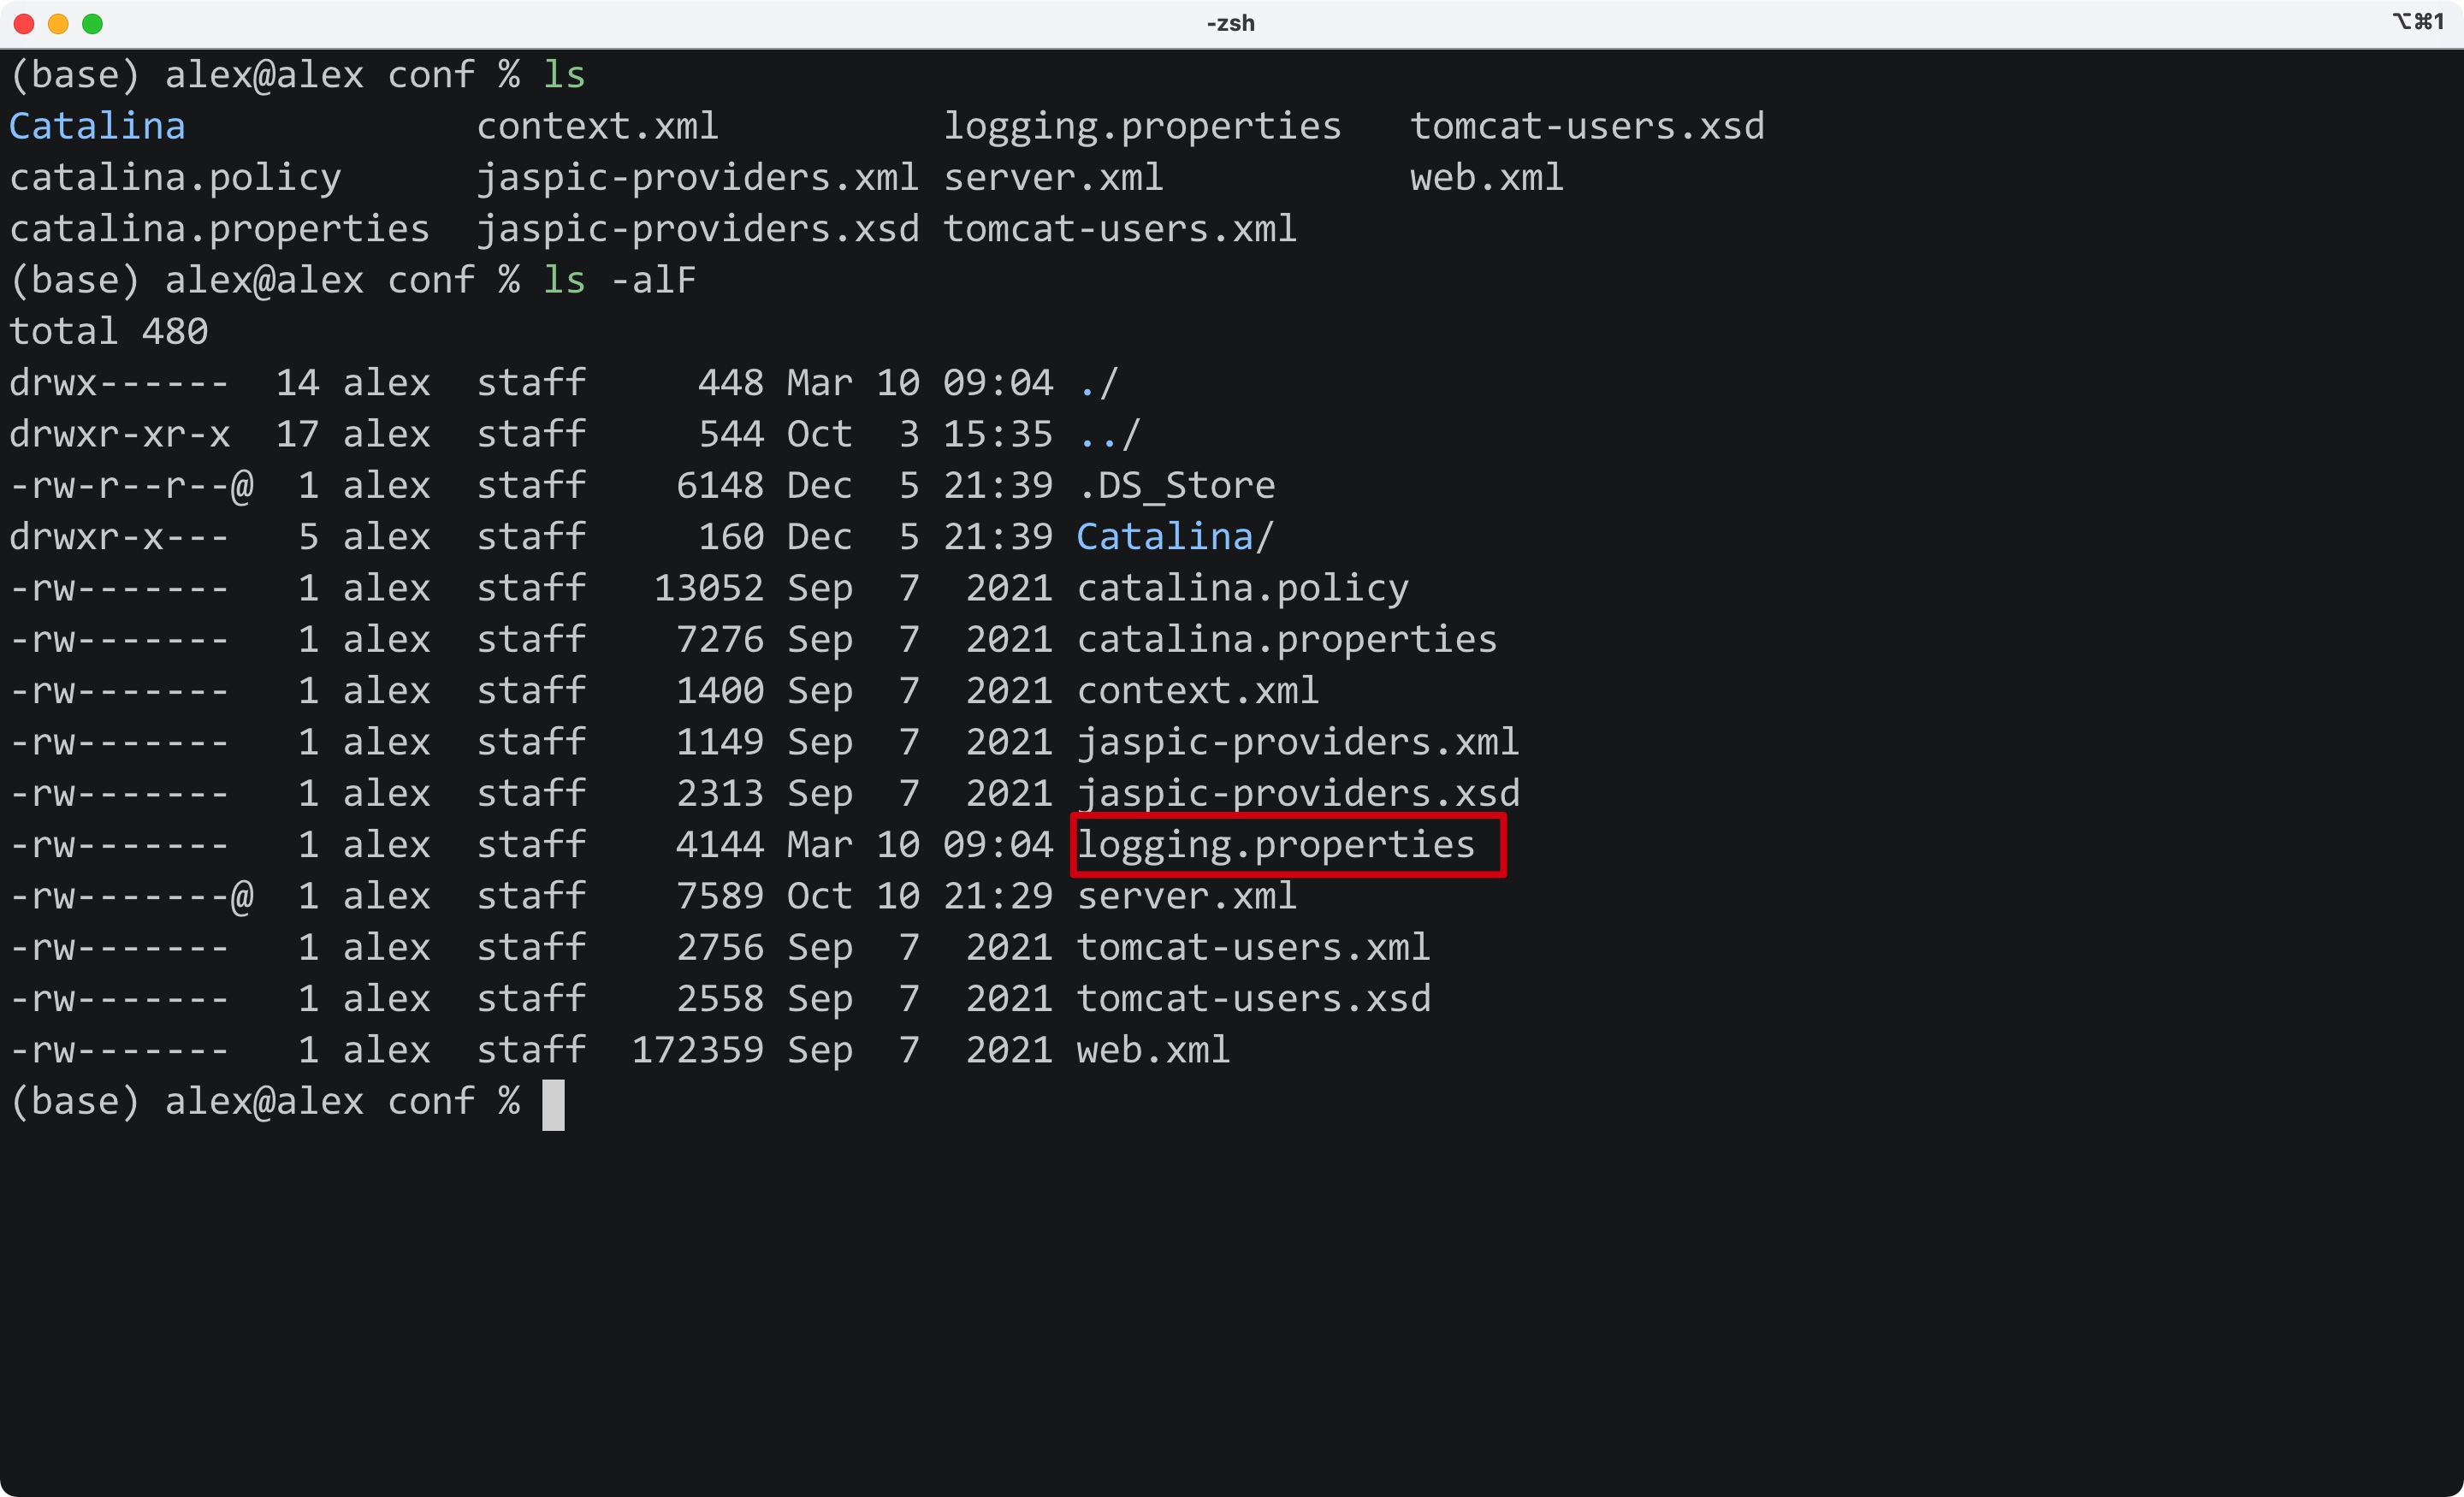 -zsh ⌥⌘1
(base) alex@alex conf % ls
Catalina             context.xml          logging.properties   tomcat-users.xsd
catalina.policy      jaspic-providers.xml server.xml           web.xml
catalina.properties  jaspic-providers.xsd tomcat-users.xml
(base) alex@alex conf % ls -alF
total 480
drwx------  14 alex  staff     448 Mar 10 09:04 ./
drwxr-xr-x  17 alex  staff     544 Oct  3 15:35 ../
-rw-r--r--@  1 alex  staff    6148 Dec  5 21:39 .DS_Store
drwxr-x---   5 alex  staff     160 Dec  5 21:39 Catalina/
-rw-------   1 alex  staff   13052 Sep  7  2021 catalina.policy
-rw-------   1 alex  staff    7276 Sep  7  2021 catalina.properties
-rw-------   1 alex  staff    1400 Sep  7  2021 context.xml
-rw-------   1 alex  staff    1149 Sep  7  2021 jaspic-providers.xml
-rw-------   1 alex  staff    2313 Sep  7  2021 jaspic-providers.xsd
-rw-------   1 alex  staff    4144 Mar 10 09:04 logging.properties
-rw-------@  1 alex  staff    7589 Oct 10 21:29 server.xml
-rw-------   1 alex  staff    2756 Sep  7  2021 tomcat-users.xml
-rw-------   1 alex  staff    2558 Sep  7  2021 tomcat-users.xsd
-rw-------   1 alex  staff  172359 Sep  7  2021 web.xml
(base) alex@alex conf %